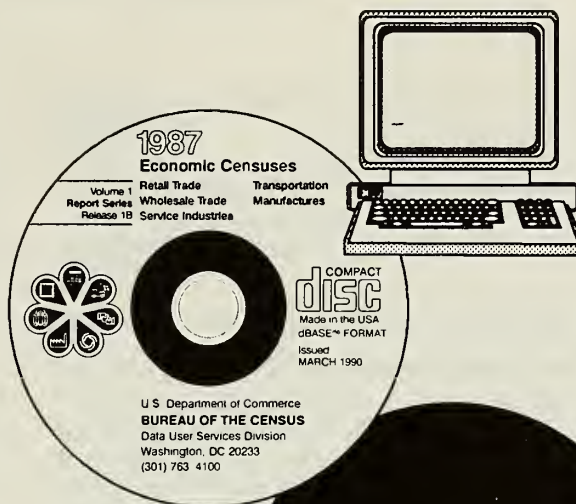 1987
Economic Censuses
Volume 1
Report Series
Release 1B
Retail Trade
Wholesale Trade
Service Industries
Transportation
Manufactures
COMPACT
disc
Made in the USA
dBASE™ FORMAT
Issued
MARCH 1990
U.S. Department of Commerce
BUREAU OF THE CENSUS
Data User Services Division
Washington, DC 20233
(301) 763-4100